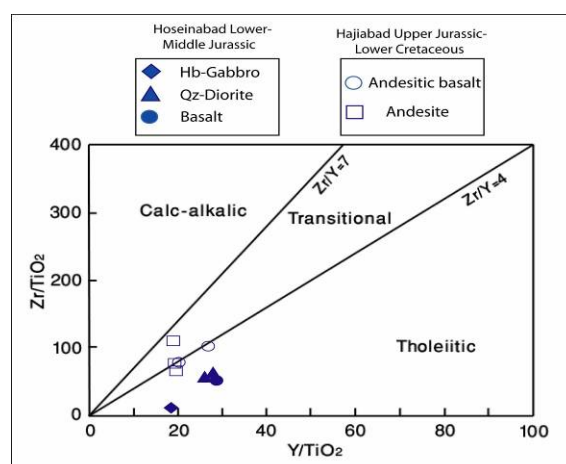 Hoseinabad Lower-
Middle Jurassic
Hb-Gabbro
Qz-Diorite
Basalt
Hajiabad Upper Jurassic-
Lower Cretaceous
Andesitic basalt
Andesite
400
300
200
100
0
Zr/TiO2
Calc-alkalic
Zr/Y=7
Transitional
Zr/Y=4
Tholeiitic
0 20 40 60 80 100
Y/TiO2